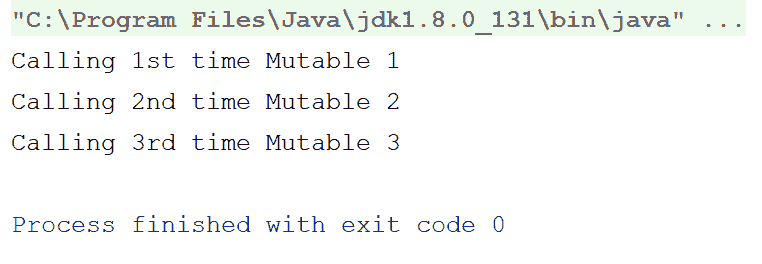 "C:\Program Files\Java\jdk1.8.0_131\bin\java" ...
Calling 1st time Mutable 1
Calling 2nd time Mutable 2
Calling 3rd time Mutable 3
Process finished with exit code 0